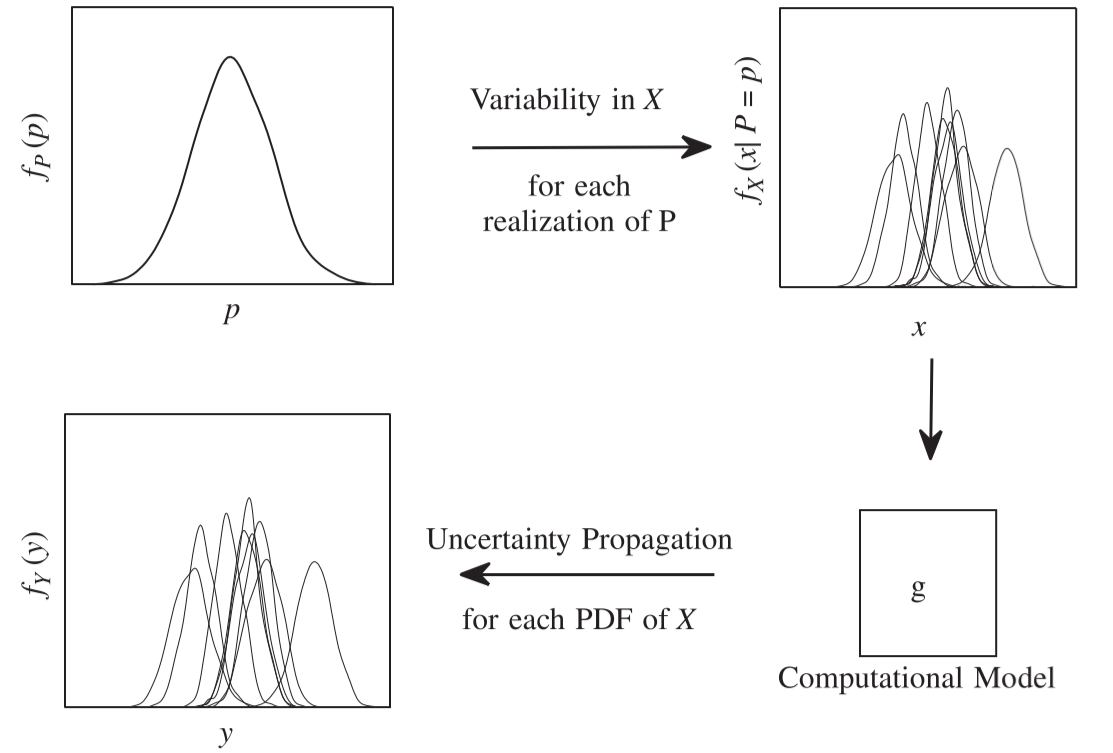 f_P (p)
p
Variability in X
for each
realization of P
f_X (x| P = p)
x
g
Computational Model
Uncertainty Propagation
for each PDF of X
f_Y (y)
y